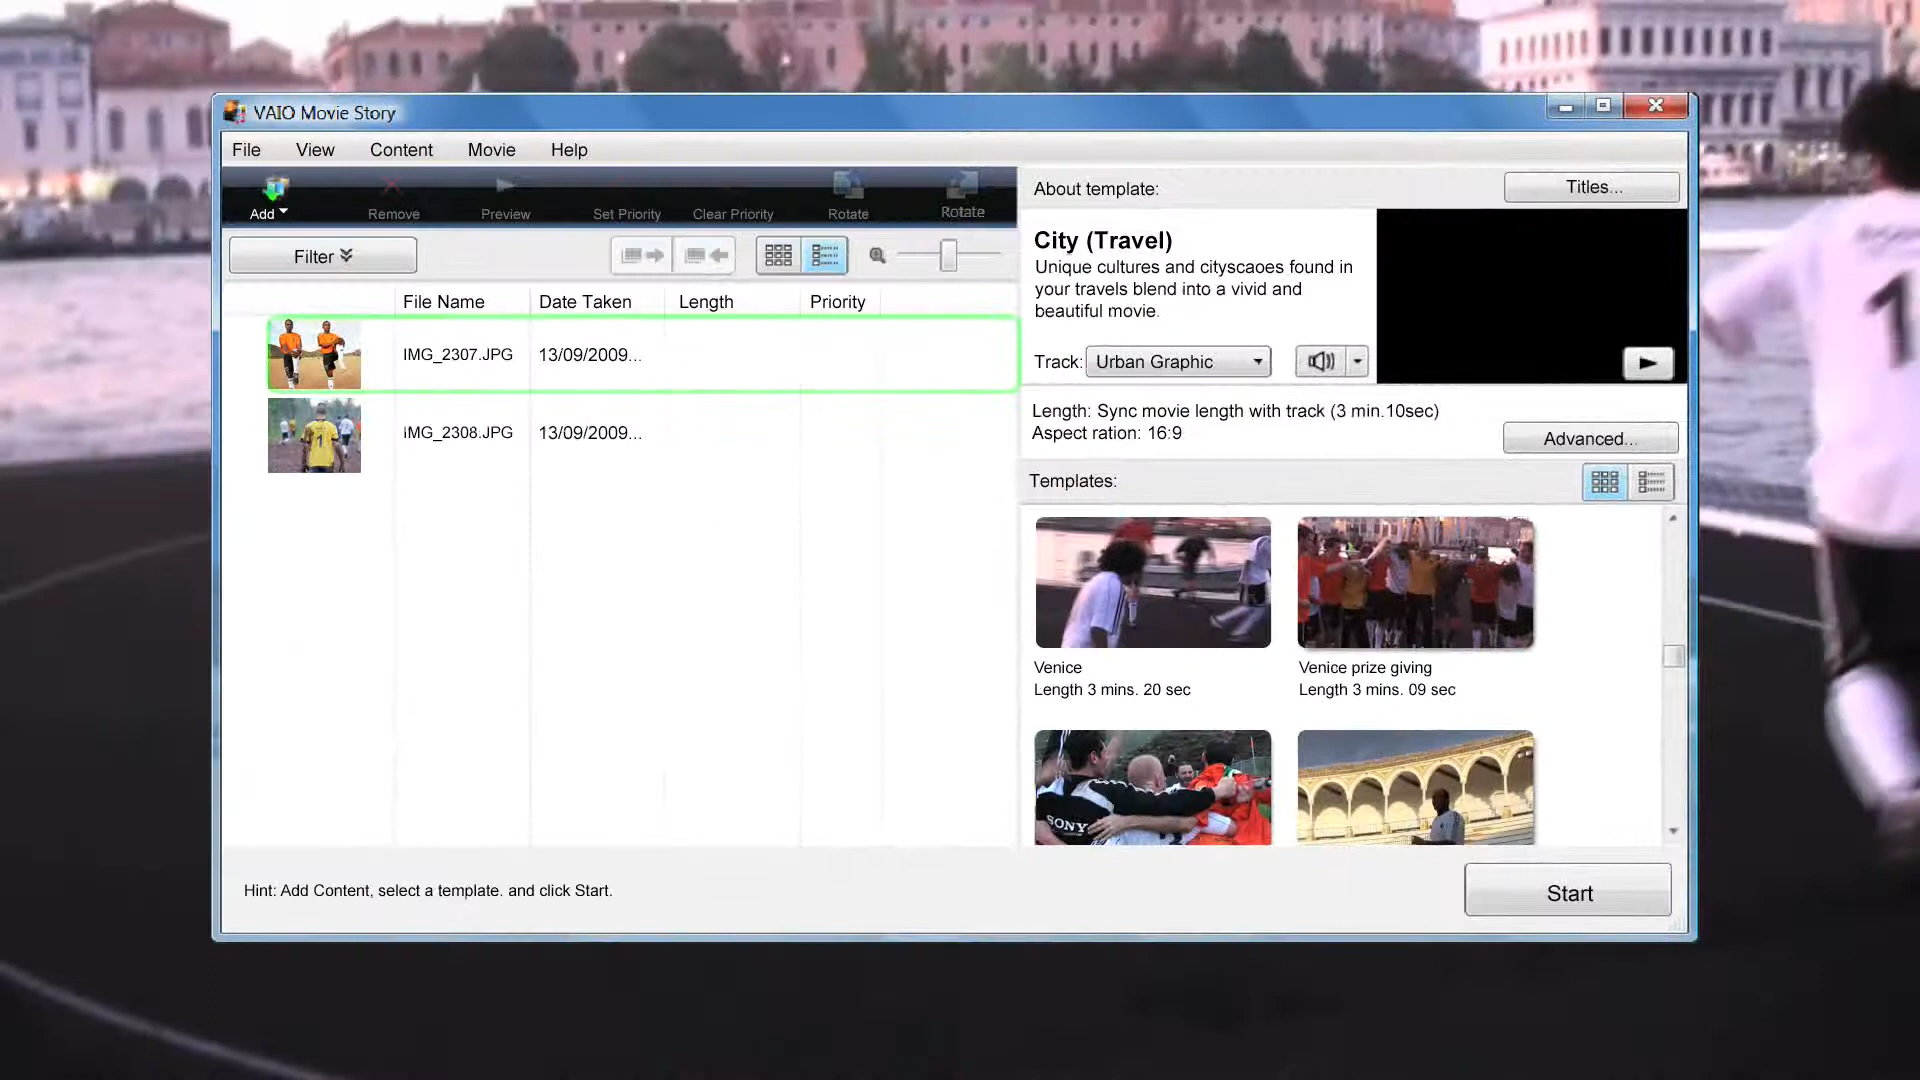 VAIO Movie Story
File View Content Movie Help
Add Remove Preview Set Priority Clear Priority Rotate Rotate
Filter
File Name Date Taken Length Priority
IMG_2307.JPG 13/09/2009...
IMG_2308.JPG 13/09/2009...
About template:
Titles...
City (Travel)
Unique cultures and cityscaoes found in
your travels blend into a vivid and
beautiful movie.
Track: Urban Graphic
Length: Sync movie length with track (3 min.10sec)
Aspect ration: 16:9
Advanced...
Templates:
Venice
Length 3 mins. 20 sec
Venice prize giving
Length 3 mins. 09 sec
SONY
1
1
Hint: Add Content, select a template. and click Start.
Start